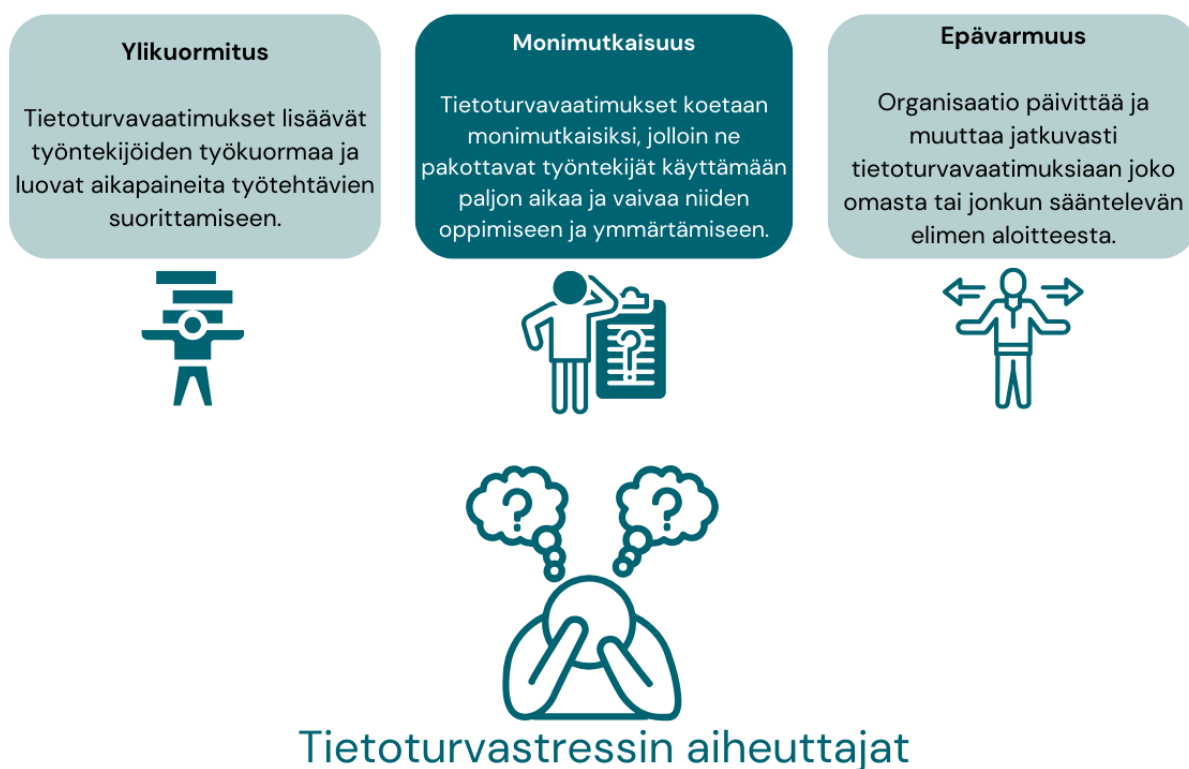 Ylikuormitus
Tietoturvavaatimukset lisäävät
työntekijöiden työkuormaa ja
luovat aikapaineita työtehtävien
suorittamiseen.
Monimutkaisuus
Tietoturvavaatimukset koetaan
monimutkaisiksi, jolloin ne
pakottavat työntekijät käyttämään
paljon aikaa ja vaivaa niiden
oppimiseen ja ymmärtämiseen.
Epävarmuus
Organisaatio päivittää ja
muuttaa jatkuvasti
tietoturvavaatimuksiaan joko
omasta tai jonkun sääntelevän
elimen aloitteesta.
?
?
?
Tietoturvastressin aiheuttajat